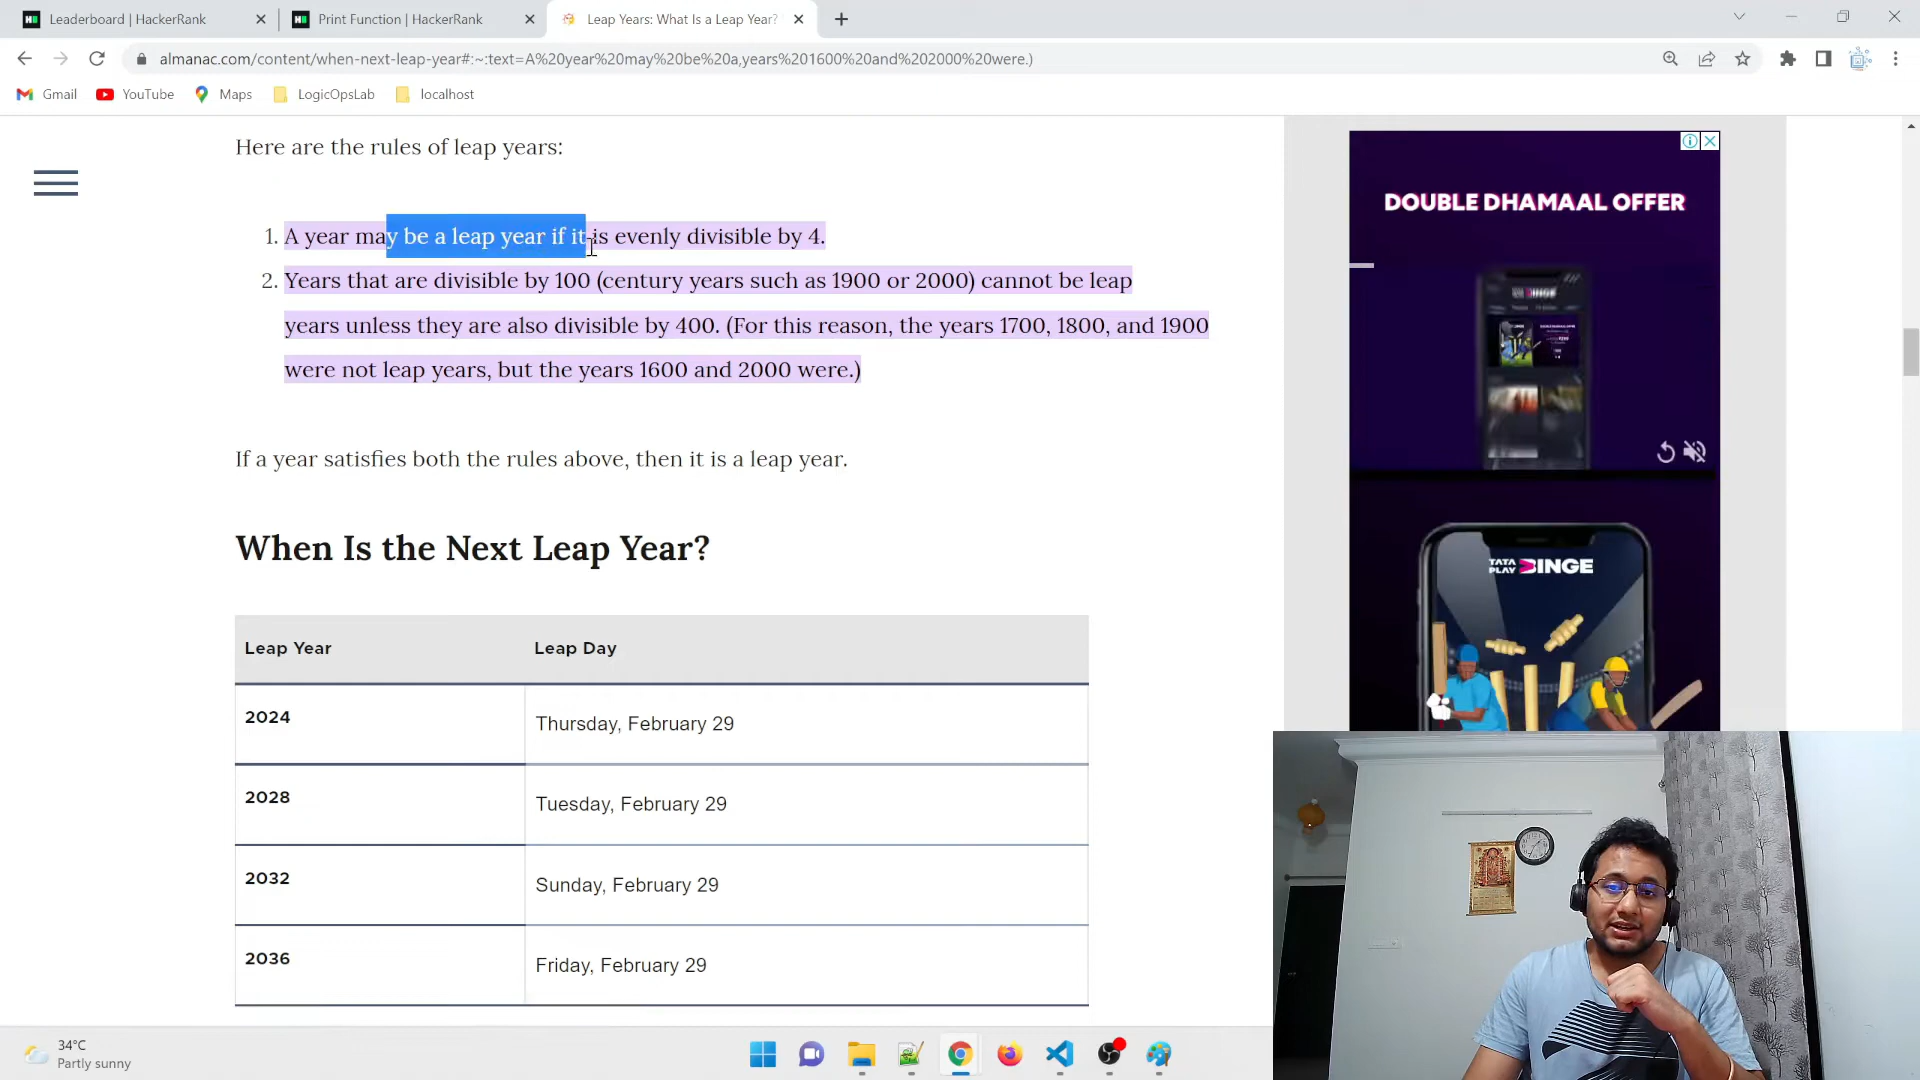 Leaderboard | HackerRank
Print Function | HackerRank
Leap Years: What Is a Leap Year?
almanac.com/content/when-next-leap-year#:~:text=A%20year%20may%20be%20a,years%201600%20and%202000%20were.)
Gmail
YouTube
Maps
LogicOpsLab
localhost
Here are the rules of leap years:
1. A year may be a leap year if it is evenly divisible by 4.
2. Years that are divisible by 100 (century years such as 1900 or 2000) cannot be leap
years unless they are also divisible by 400. (For this reason, the years 1700, 1800, and 1900
were not leap years, but the years 1600 and 2000 were.)
If a year satisfies both the rules above, then it is a leap year.
When Is the Next Leap Year?
Leap Year Leap Day
2024 Thursday, February 29
2028 Tuesday, February 29
2032 Sunday, February 29
2036 Friday, February 29
DOUBLE DHAMAAL OFFER
BINGE
TATA
PLAY BINGE
34°C
Partly sunny